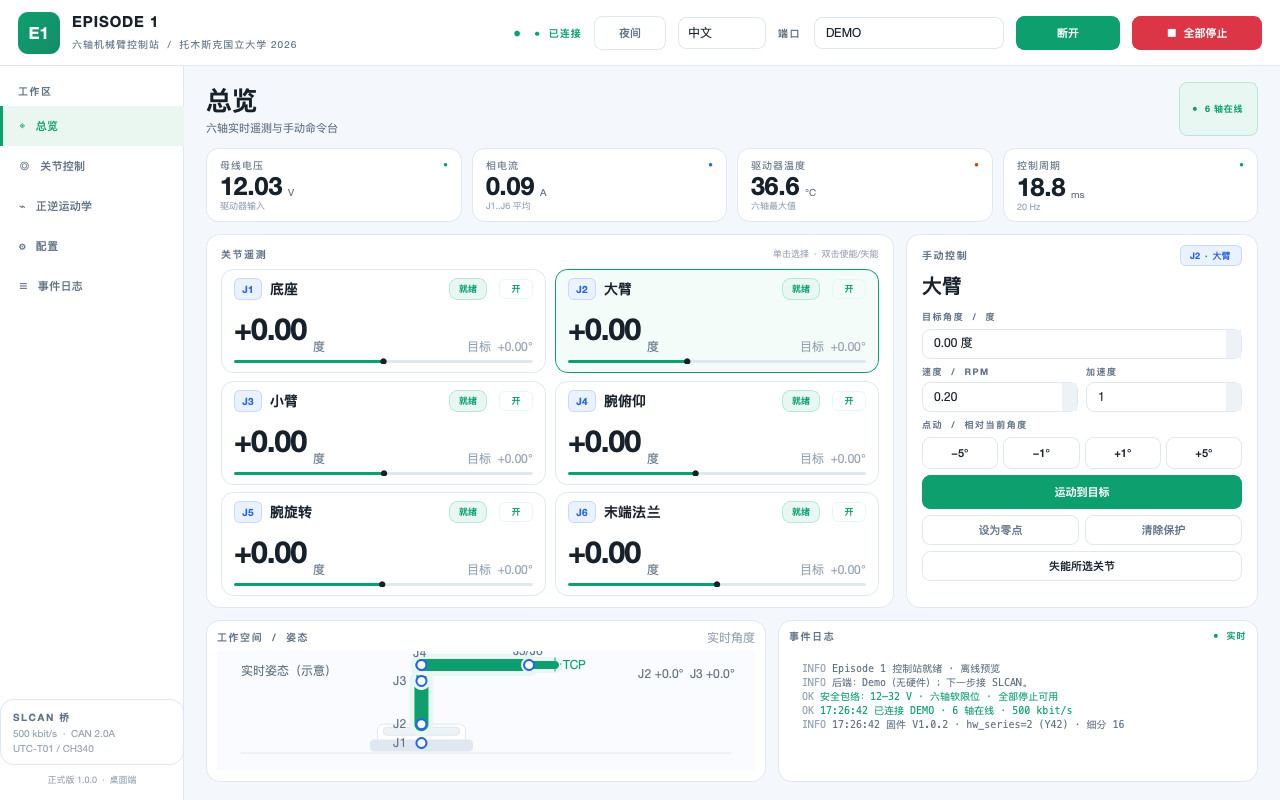 E1
EPISODE 1
六轴机械臂控制站 / 托木斯克国立大学 2026
已连接
夜间
中文
端口
DEMO
断开
全部停止
工作区
总览
关节控制
正逆运动学
配置
事件日志
SLCAN 桥
500 kbit/s · CAN 2.0A
UTC-T01 / CH340
正式版 1.0.0 · 桌面端
总览
六轴实时遥测与手动命令台
6 轴在线
母线电压
12.03 V
驱动器输入
相电流
0.09 A
J1..J6 平均
驱动器温度
36.6 °C
六轴最大值
控制周期
18.8 ms
20 Hz
关节遥测
单击选择 · 双击使能/失能
J1 底座 就绪 开
+0.00 度 目标 +0.00°
J2 大臂 就绪 开
+0.00 度 目标 +0.00°
J3 小臂 就绪 开
+0.00 度 目标 +0.00°
J4 腕俯仰 就绪 开
+0.00 度 目标 +0.00°
J5 腕旋转 就绪 开
+0.00 度 目标 +0.00°
J6 末端法兰 就绪 开
+0.00 度 目标 +0.00°
手动控制
J2 · 大臂
大臂
目标角度 / 度
0.00 度
速度 / RPM 加速度
0.20 1
点动 / 相对当前角度
−5° −1° +1° +5°
运动到目标
设为零点 清除保护
失能所选关节
工作空间 / 姿态
实时角度
实时姿态（示意）
J2 +0.0° J3 +0.0°
J4
J5/J6
TCP
J3
J2
J1
事件日志
实时
INFO Episode 1 控制站就绪 · 离线预览
INFO 后端: Demo（无硬件）; 下一步接 SLCAN。
OK 安全包络: 12—32 V · 六轴软限位 · 全部停止可用
OK 17:26:42 已连接 DEMO · 6 轴在线 · 500 kbit/s
INFO 17:26:42 固件 V1.0.2 · hw_series=2 (Y42) · 细分 16